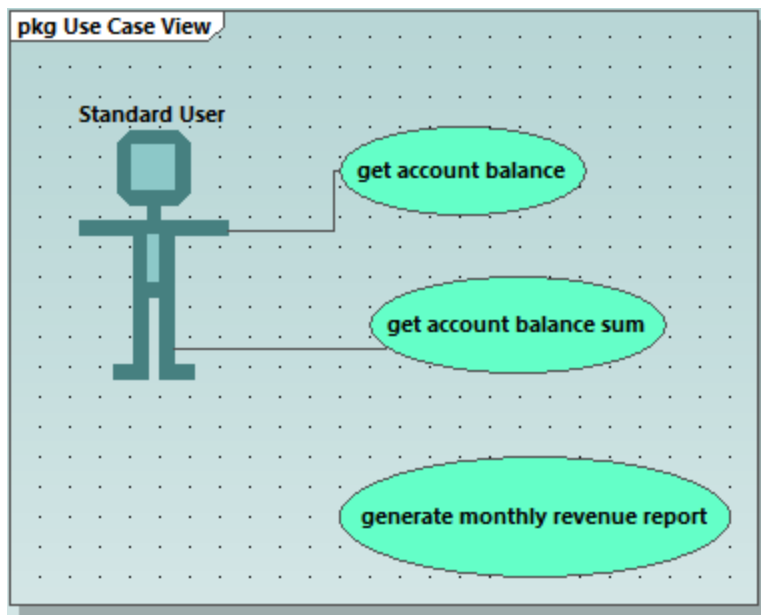 pkg Use Case View
Standard User
get account balance
get account balance sum
generate monthly revenue report